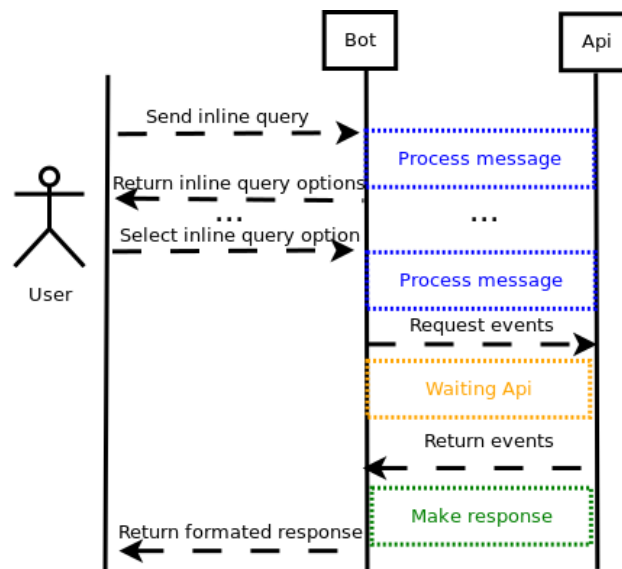 Bot
Api
Send inline query
Process message
Return inline query options
...
...
Select inline query option
Process message
User
Request events
Waiting Api
Return events
Make response
Return formated response